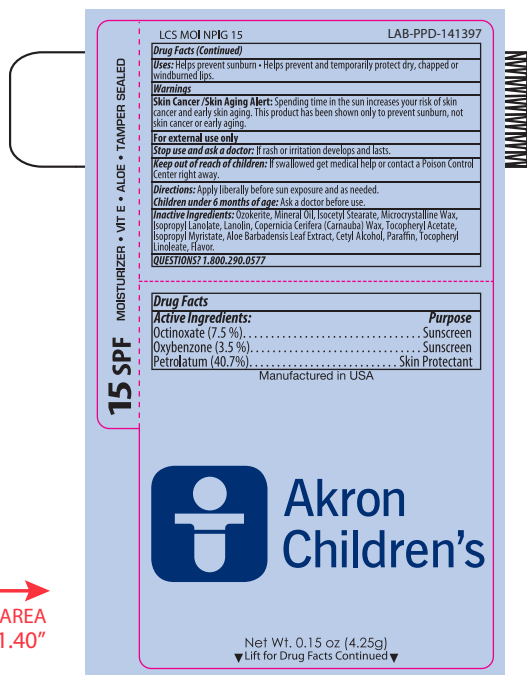 LCS MOI NPIG 15 LAB-PPD-141397
Drug Facts (Continued)
Uses: Helps prevent sunburn • Helps prevent and temporarily protect dry, chapped or
windburned lips.
Warnings
Skin Cancer /Skin Aging Alert: Spending time in the sun increases your risk of skin
cancer and early skin aging. This product has been shown only to prevent sunburn, not
skin cancer or early aging.
For external use only
Stop use and ask a doctor: If rash or irritation develops and lasts.
Keep out of reach of children: If swallowed get medical help or contact a Poison Control
Center right away.
Directions: Apply liberally before sun exposure and as needed.
Children under 6 months of age: Ask a doctor before use.
Inactive Ingredients: Ozokerite, Mineral Oil, Isocetyl Stearate, Microcrystalline Wax,
Isopropyl Lanolate, Lanolin, Copernicia Cerifera (Carnauba) Wax, Tocopheryl Acetate,
Isopropyl Myristate, Aloe Barbadensis Leaf Extract, Cetyl Alcohol, Paraffin, Tocopheryl
Linoleate, Flavor.
QUESTIONS? 1.800.290.0577
15 SPF MOISTURIZER • VIT E • ALOE • TAMPER SEALED
Drug Facts
Active Ingredients: Purpose
Octinoxate (7.5 %)........................................Sunscreen
Oxybenzone (3.5 %)......................................Sunscreen
Petrolatum (40.7%)............................Skin Protectant
Manufactured in USA
Akron
Children's
AREA
1.40”
Net Wt. 0.15 oz (4.25g)
▼Lift for Drug Facts Continued▼